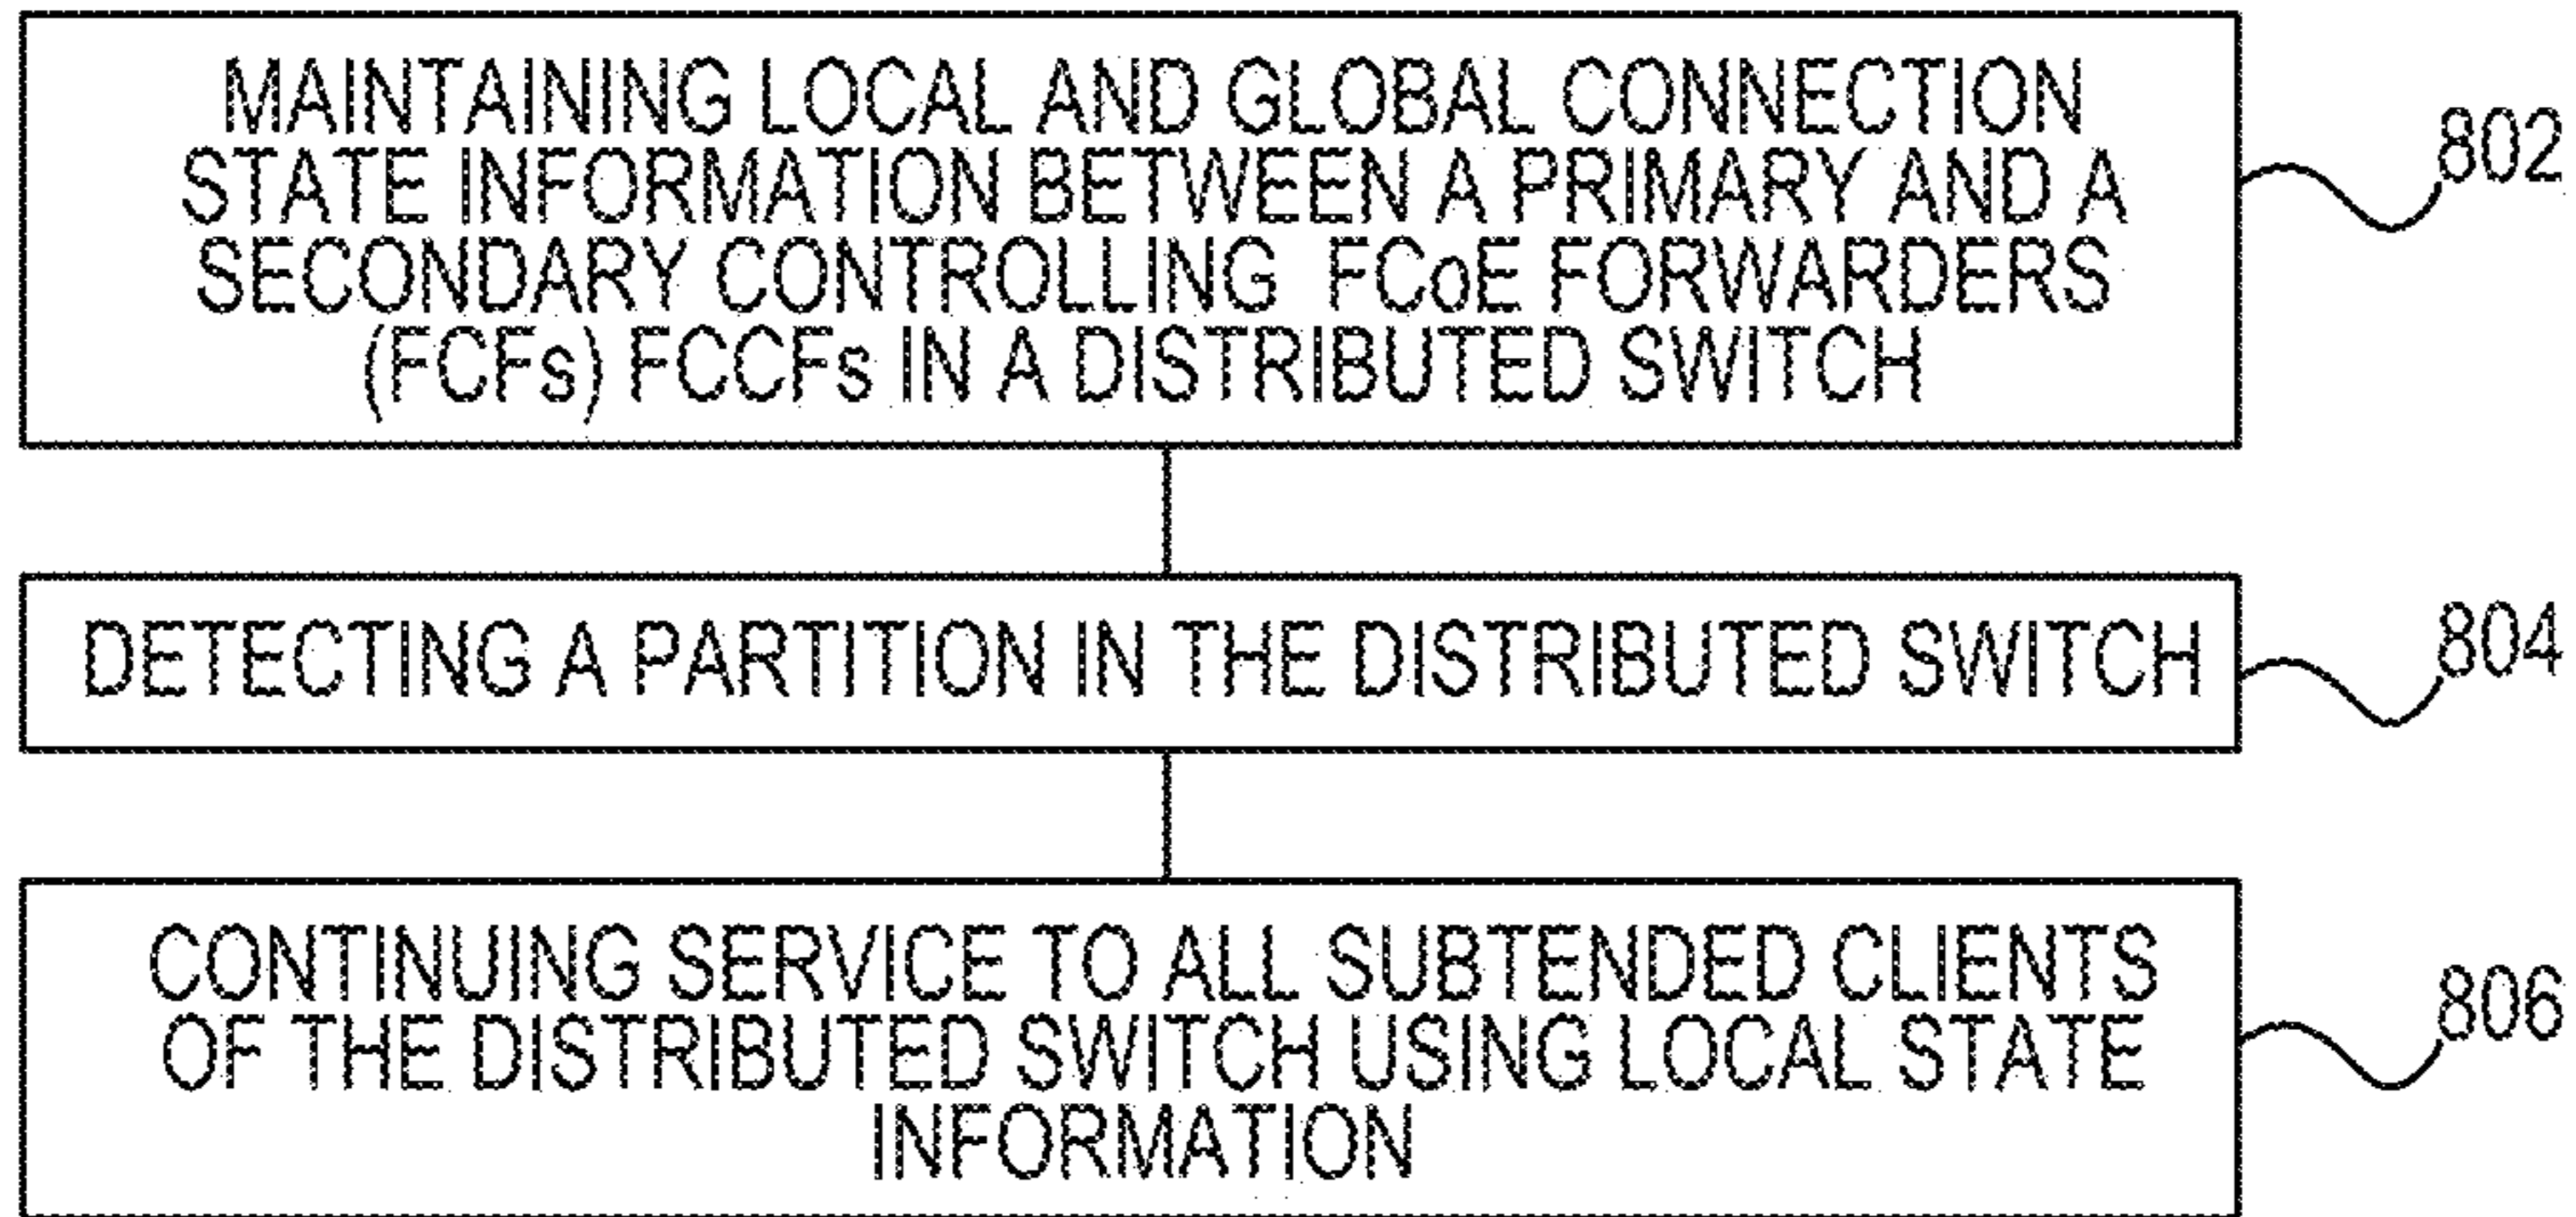 MAINTAINING LOCAL AND GLOBAL CONNECTION
STATE INFORMATION BETWEEN A PRIMARY AND A
SECONDARY CONTROLLING FCoE FORWARDERS
(FCFs) FCCFs IN A DISTRIBUTED SWITCH
802
DETECTING A PARTITION IN THE DISTRIBUTED SWITCH
804
CONTINUING SERVICE TO ALL SUBTENDED CLIENTS
OF THE DISTRIBUTED SWITCH USING LOCAL STATE
INFORMATION
806